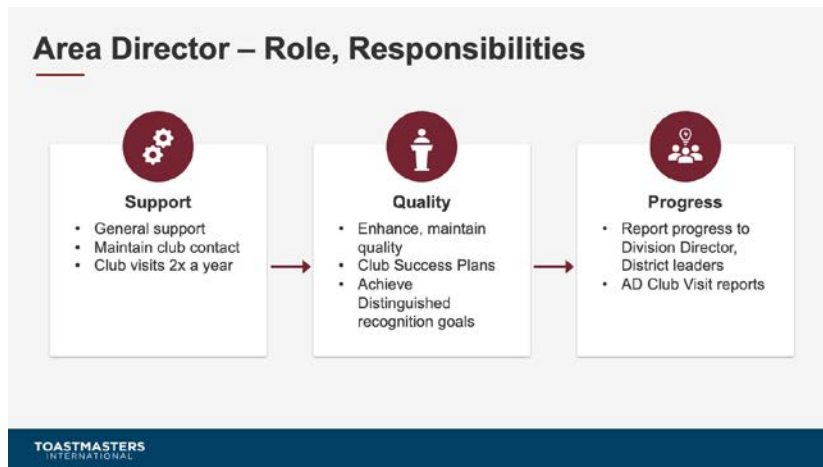 Area Director – Role, Responsibilities
Support
• General support
• Maintain club contact
• Club visits 2x a year
Quality
• Enhance, maintain
quality
• Club Success Plans
• Achieve
Distinguished
recognition goals
Progress
• Report progress to
Division Director,
District leaders
• AD Club Visit reports
TOASTMASTERS
INTERNATIONAL